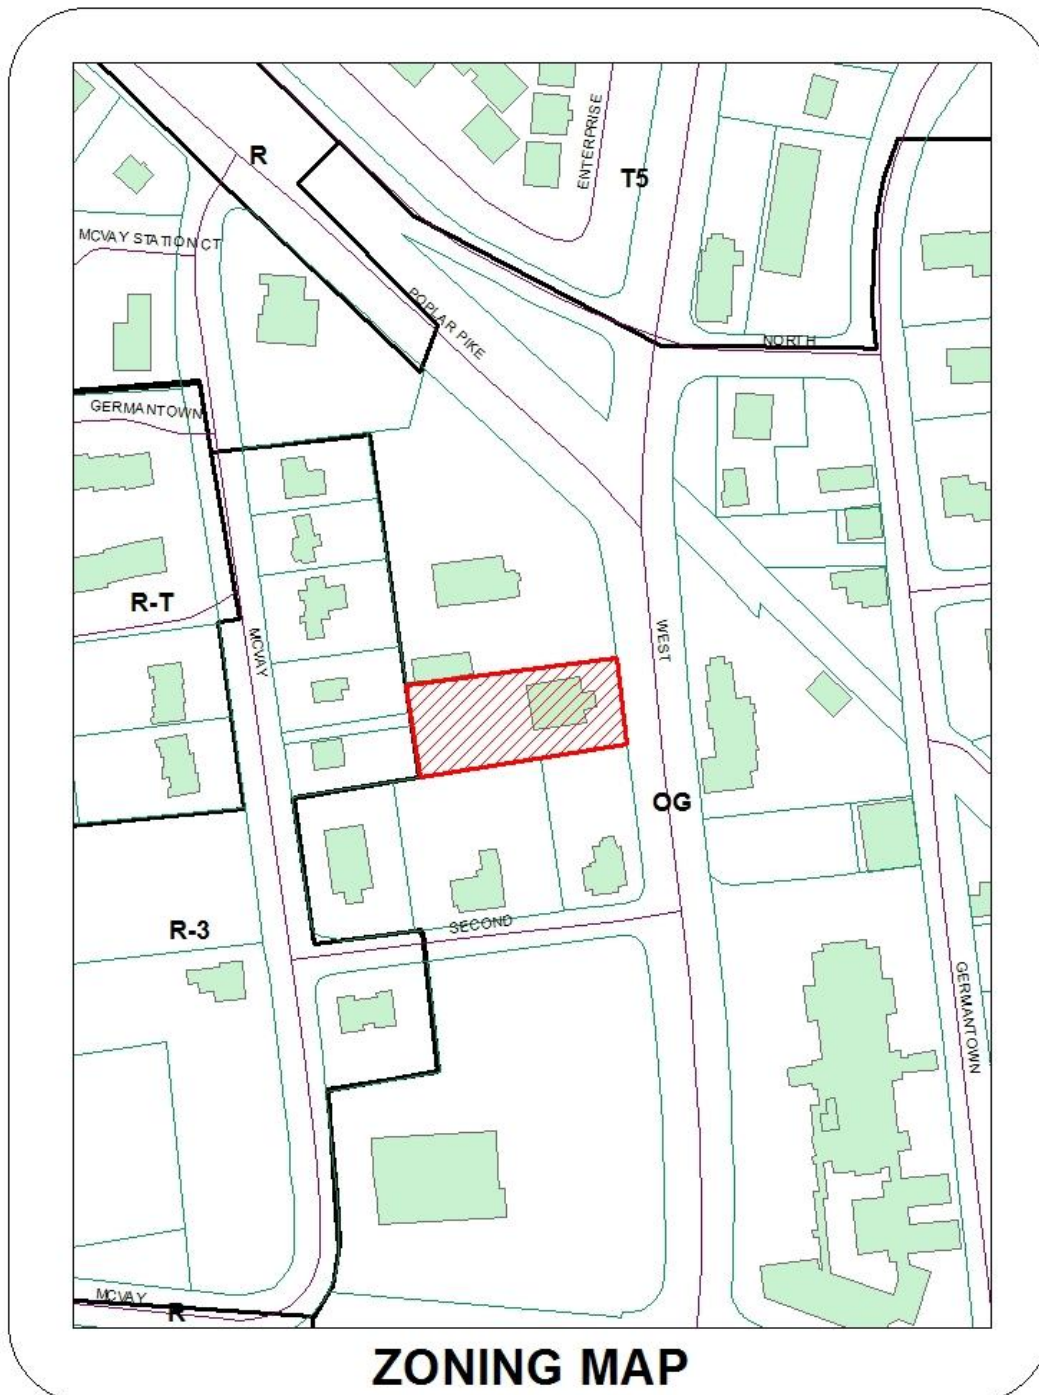 ENTERPRISE
R
T5
MCVAY STATION CT
POPLAR PIKE
NORTH
GERMANTOWN
R-T
MCVAY
WEST
OG
R-3
SECOND
GERMANTOWN
MCVAY
R
ZONING MAP